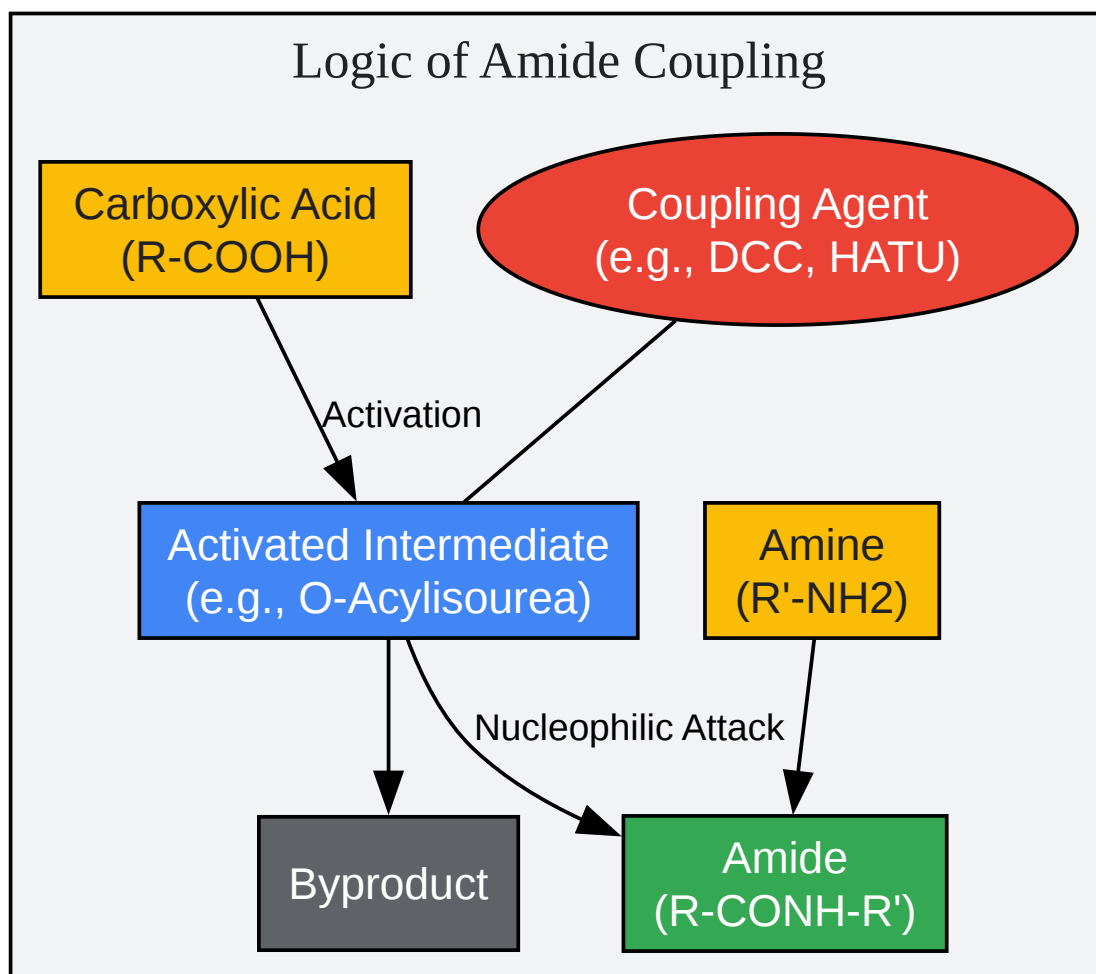 Logic of Amide Coupling
Carboxylic Acid
(R-COOH)
Coupling Agent
(e.g., DCC, HATU)
Activation
Activated Intermediate
(e.g., O-Acylisourea)
Amine
(R'-NH2)
Nucleophilic Attack
Byproduct
Amide
(R-CONH-R')